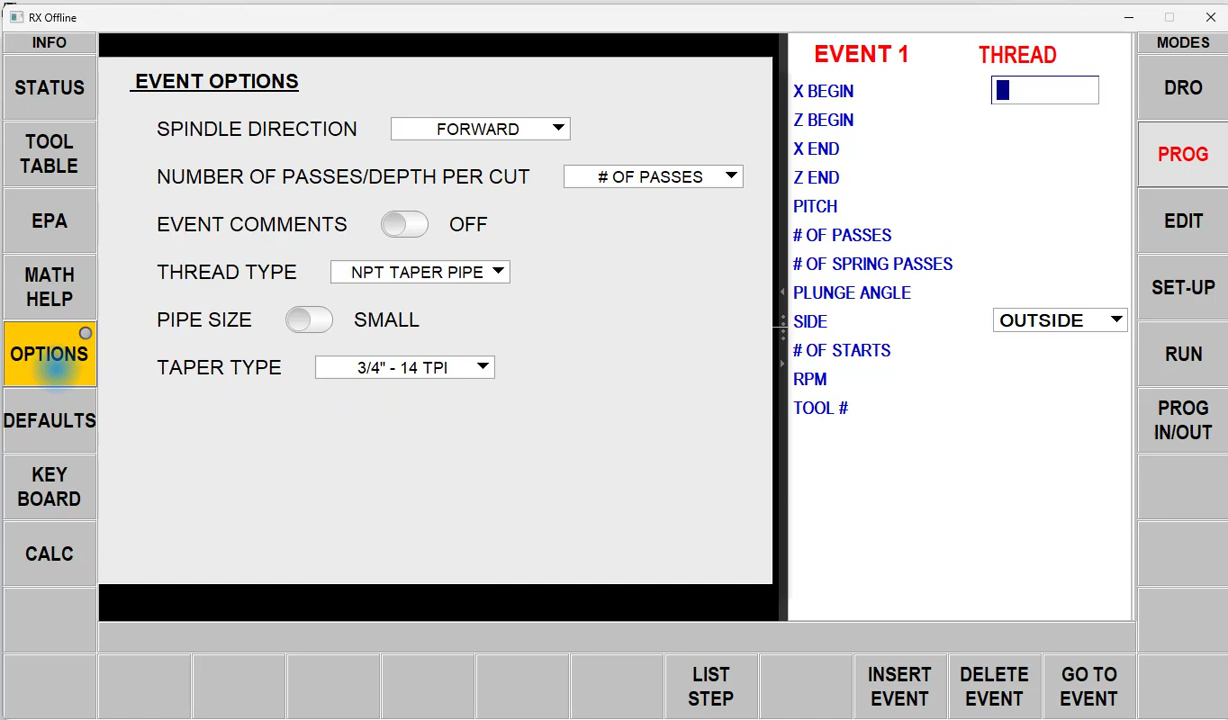 RX Offline
INFO
STATUS
TOOL
TABLE
EPA
MATH
HELP
OPTIONS
DEFAULTS
KEY
BOARD
CALC
EVENT OPTIONS
SPINDLE DIRECTION FORWARD
NUMBER OF PASSES/DEPTH PER CUT # OF PASSES
EVENT COMMENTS OFF
THREAD TYPE NPT TAPER PIPE
PIPE SIZE SMALL
TAPER TYPE 3/4" - 14 TPI
EVENT 1 THREAD
X BEGIN
Z BEGIN
X END
Z END
PITCH
# OF PASSES
# OF SPRING PASSES
PLUNGE ANGLE
SIDE OUTSIDE
# OF STARTS
RPM
TOOL #
MODES
DRO
PROG
EDIT
SET-UP
RUN
PROG
IN/OUT
LIST
STEP
INSERT
EVENT
DELETE
EVENT
GO TO
EVENT